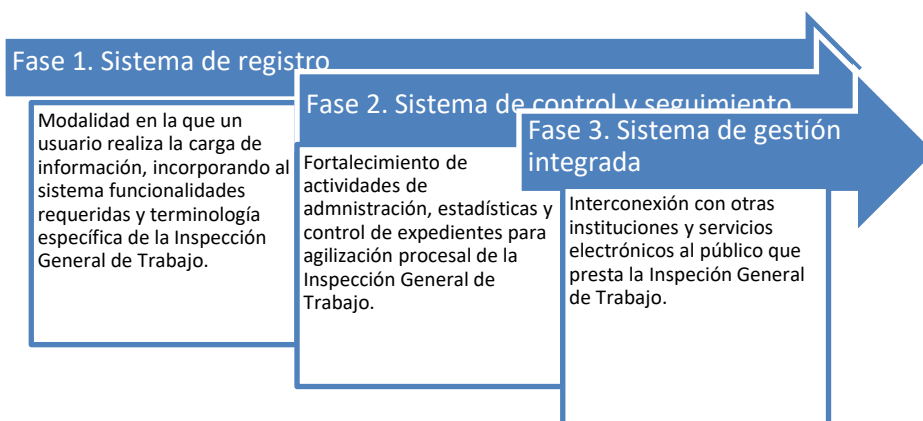 Fase 1. Sistema de registro
Modalidad en la que un
usuario realiza la carga de
información, incorporando al
sistema funcionalidades
requeridas y terminología
específica de la Inspección
General de Trabajo.
Fase 2. Sistema de control y seguimiento
Fortalecimiento de
actividades de
admnistración, estadísticas y
control de expedientes para
agilización procesal de la
Inspección General de
Trabajo.
Fase 3. Sistema de gestión
integrada
Interconexión con otras
instituciones y servicios
electrónicos al público que
presta la Inspeción General
de Trabajo.